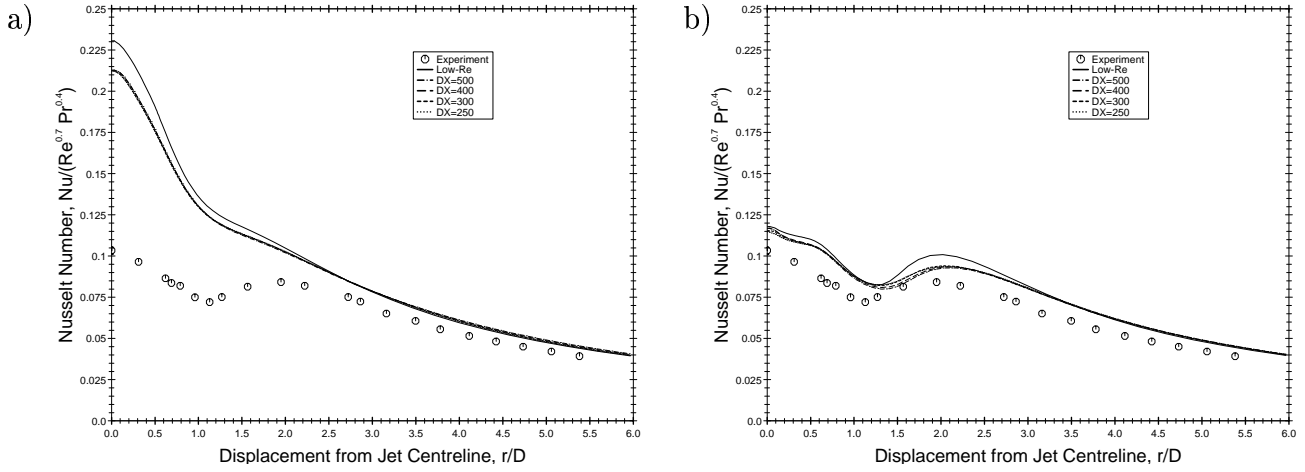 a)
0.25
0.225
0.2
0.175
0.15
0.125
0.1
0.075
0.05
0.025
0.0
Nusselt Number, Nu/(Re^0.7 Pr^0.4)
Experiment
Low-Re
DX=500
DX=400
DX=300
DX=250
0.0 0.5 1.0 1.5 2.0 2.5 3.0 3.5 4.0 4.5 5.0 5.5 6.0
Displacement from Jet Centreline, r/D
b)
0.25
0.225
0.2
0.175
0.15
0.125
0.1
0.075
0.05
0.025
0.0
Nusselt Number, Nu/(Re^0.7 Pr^0.4)
Experiment
Low-Re
DX=500
DX=400
DX=300
DX=250
0.0 0.5 1.0 1.5 2.0 2.5 3.0 3.5 4.0 4.5 5.0 5.5 6.0
Displacement from Jet Centreline, r/D